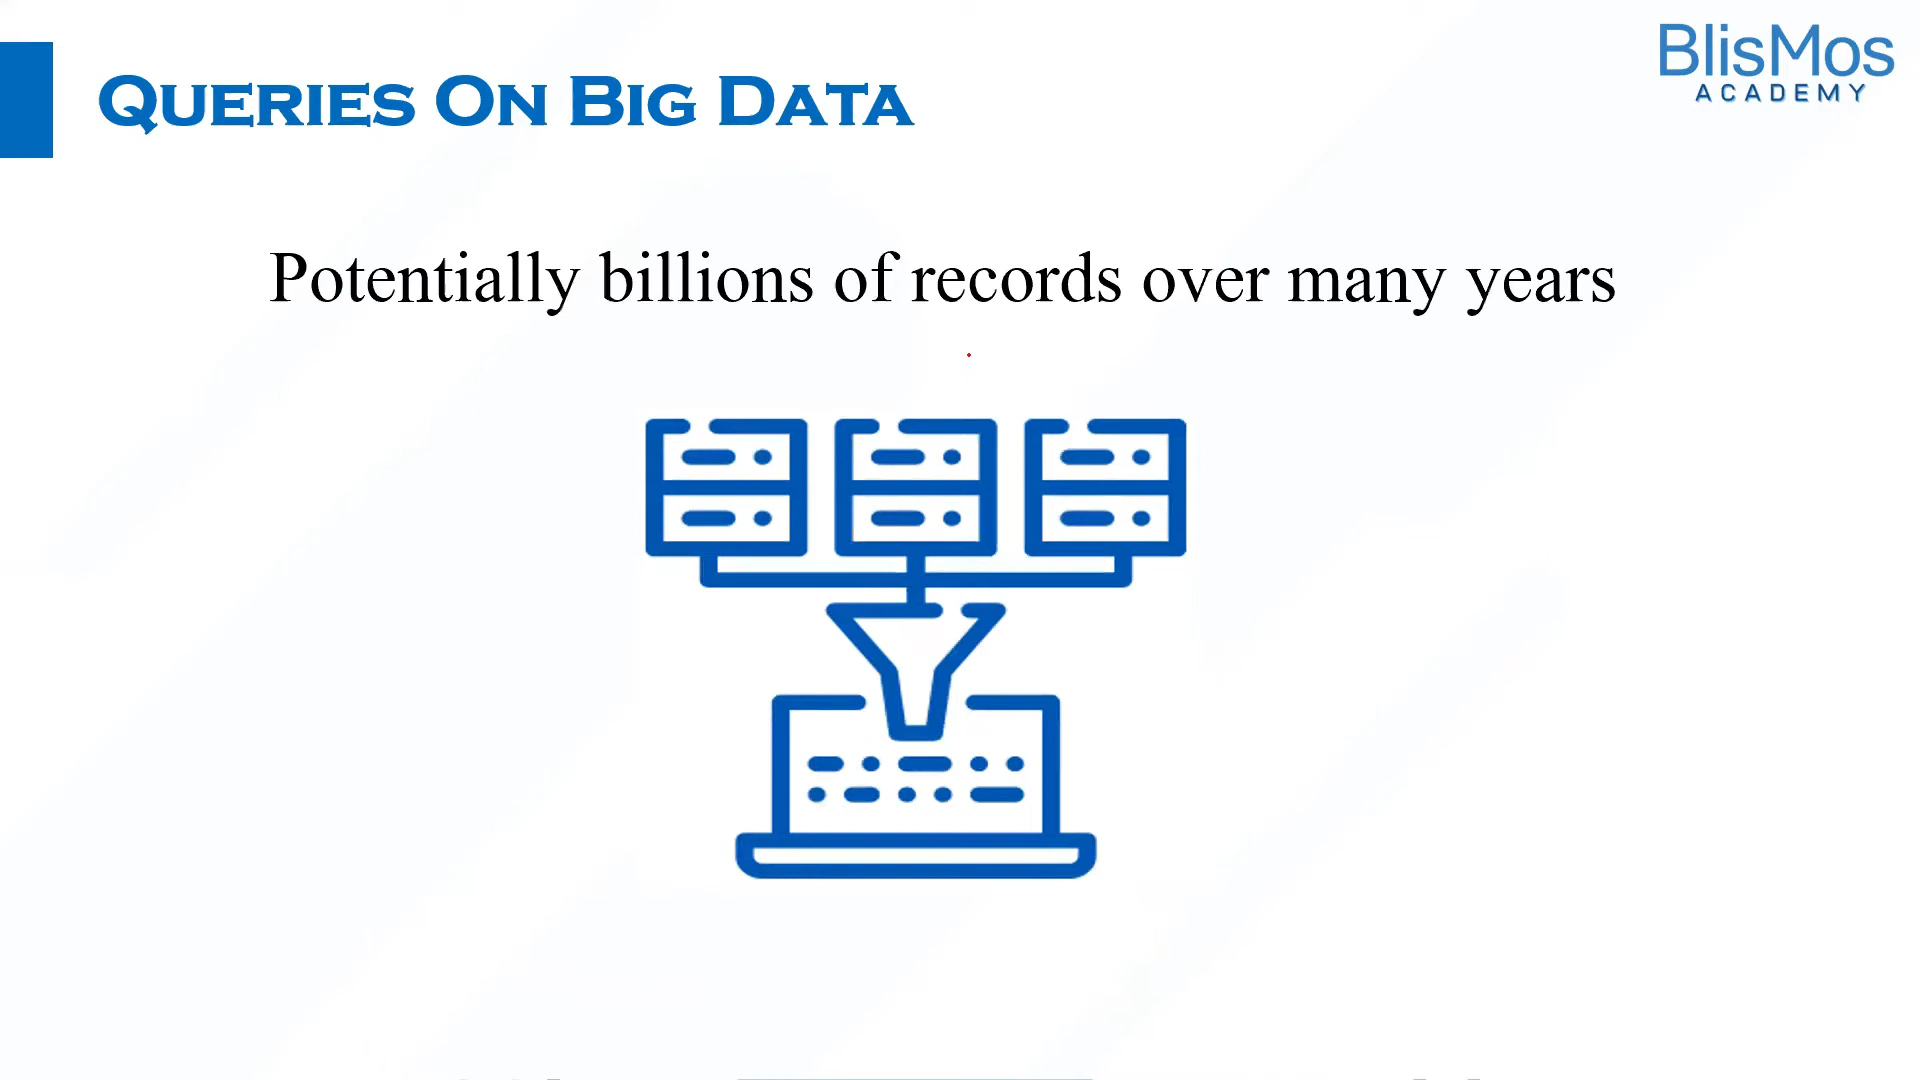 BlisMos
ACADEMY
QUERIES ON BIG DATA
Potentially billions of records over many years